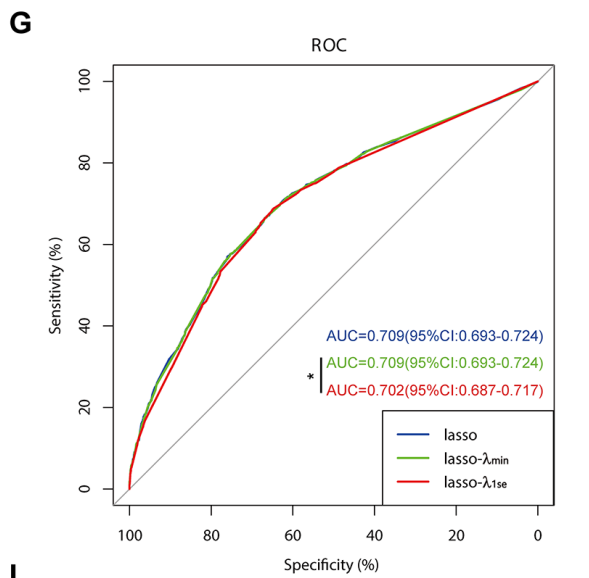 G
ROC
Sensitivity (%)
100
80
60
40
20
0
AUC=0.709(95%CI:0.693-0.724)
AUC=0.709(95%CI:0.693-0.724)
*
AUC=0.702(95%CI:0.687-0.717)
lasso
lasso-λmin
lasso-λ1se
100 80 60 40 20 0
Specificity (%)